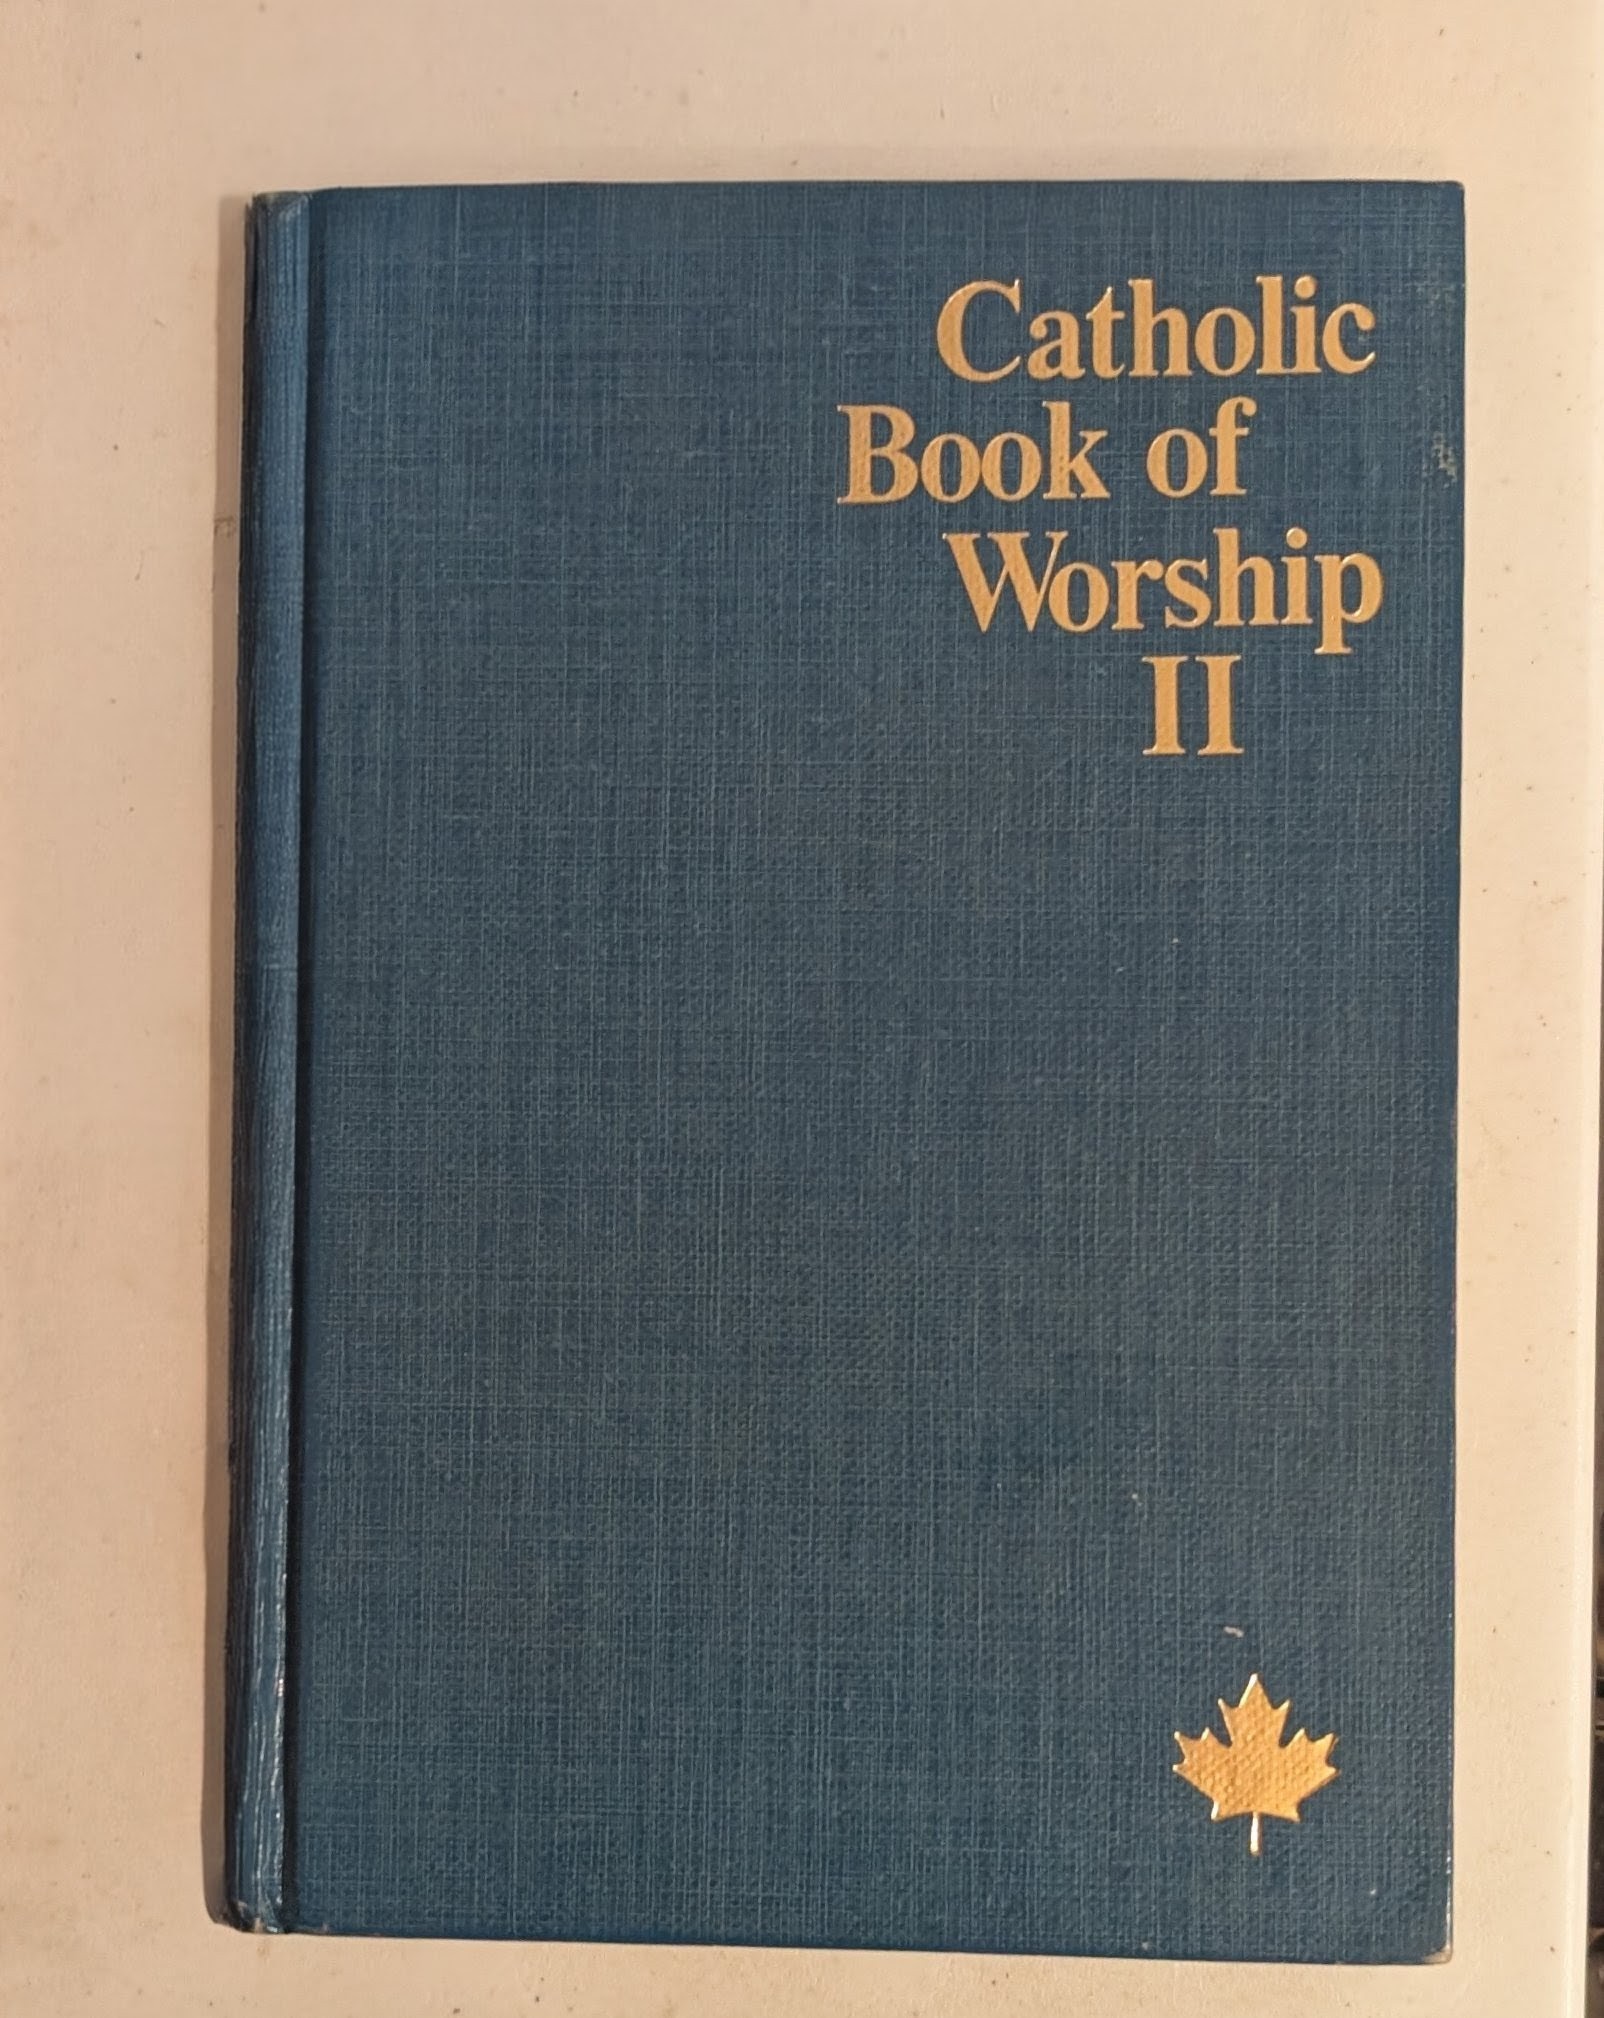 Catholic
Book of
Worship
II